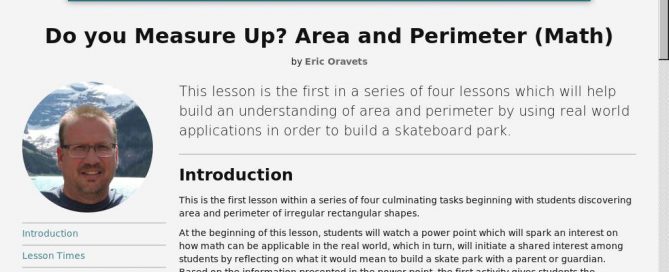 Do you Measure Up? Area and Perimeter (Math)
by Eric Oravets
This lesson is the first in a series of four lessons which will help
build an understanding of area and perimeter by using real world
applications in order to build a skateboard park.
Introduction
This is the first lesson within a series of four culminating tasks beginning with students discovering
area and perimeter of irregular rectangular shapes.
At the beginning of this lesson, students will watch a power point which will spark an interest on
how math can be applicable in the real world, which in turn, will initiate a shared interest among
students by reflecting on what it would mean to build a skate park with a parent or guardian.
Based on the information presented in the power point, the first activity gives students the
Introduction
Lesson Times